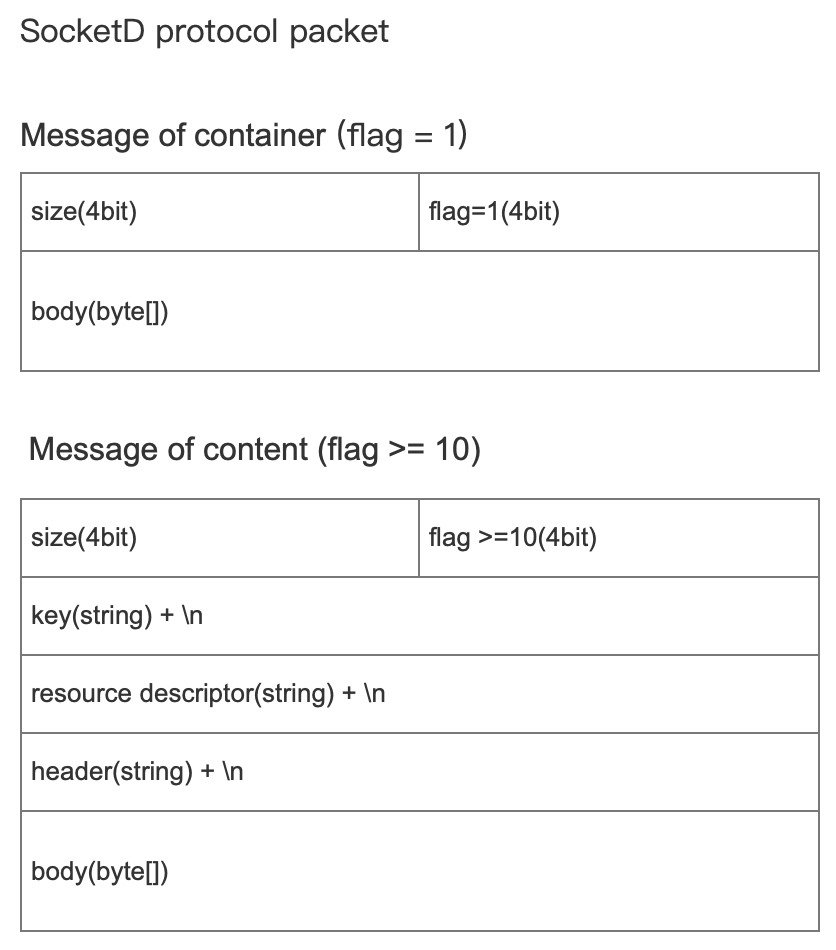 SocketD protocol packet
Message of container (flag = 1)
size(4bit)
flag=1(4bit)
body(byte[])
Message of content (flag >= 10)
size(4bit)
flag >=10(4bit)
key(string) + \n
resource descriptor(string) + \n
header(string) + \n
body(byte[])